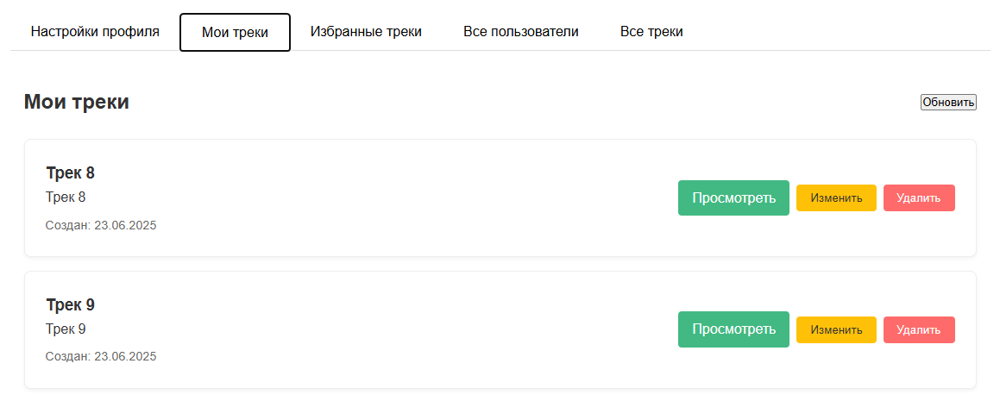 Настройки профиля Мои треки Избранные треки Все пользователи Все треки
Мои треки Обновить
Трек 8
Трек 8
Создан: 23.06.2025
Просмотреть Изменить Удалить
Трек 9
Трек 9
Создан: 23.06.2025
Просмотреть Изменить Удалить